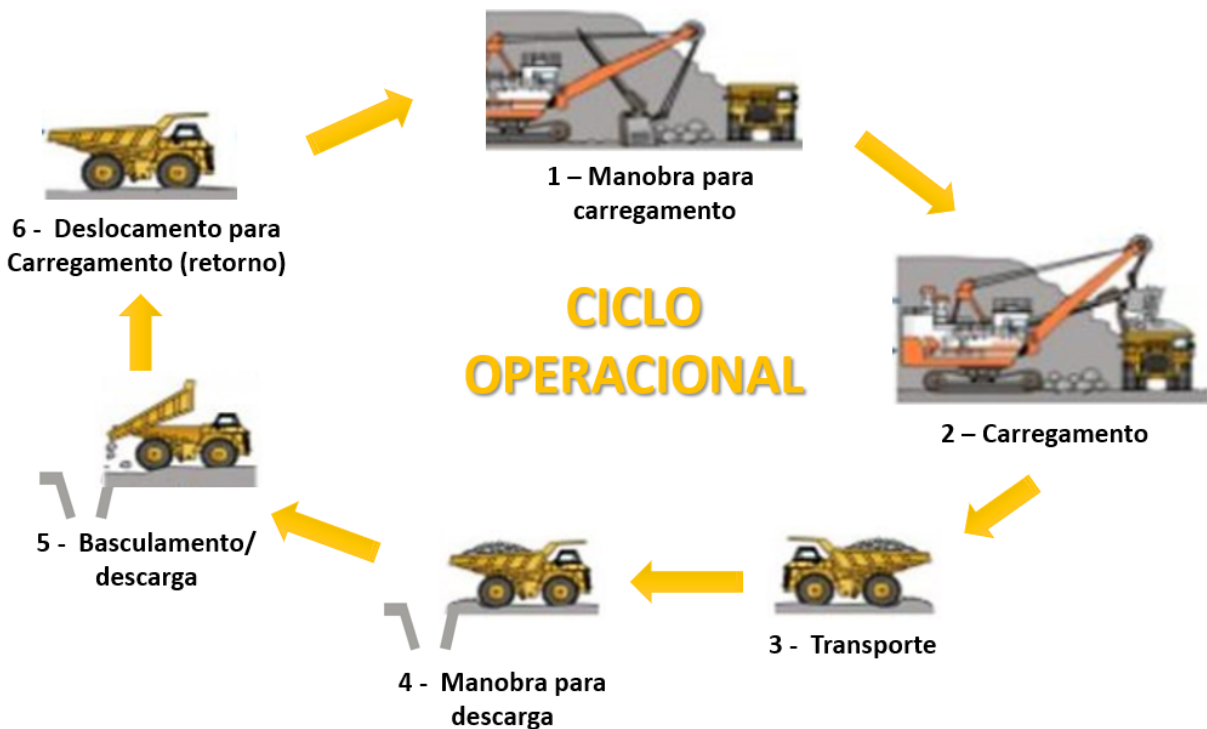 1 – Manobra para
carregamento
2 – Carregamento
3 - Transporte
4 - Manobra para
descarga
5 - Basculamento/
descarga
6 - Deslocamento para
Carregamento (retorno)
CICLO
OPERACIONAL